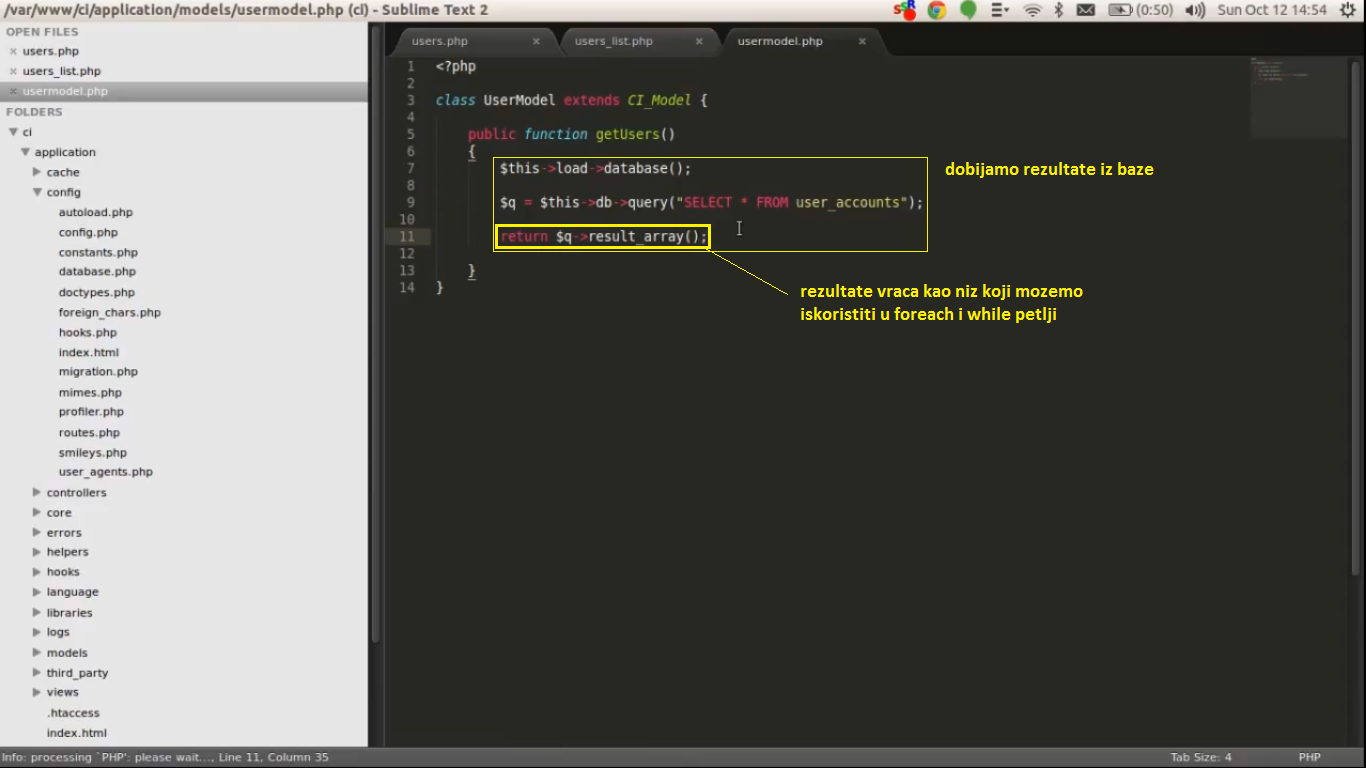 /var/www/ci/application/models/usermodel.php (ci) - Sublime Text 2
(0:50)
Sun Oct 12 14:54
OPEN FILES
users.php
users_list.php
usermodel.php
FOLDERS
ci
application
cache
config
autoload.php
config.php
constants.php
database.php
doctypes.php
foreign_chars.php
hooks.php
index.html
migration.php
mimes.php
profiler.php
routes.php
smileys.php
user_agents.php
controllers
core
errors
helpers
hooks
language
libraries
logs
models
third_party
views
.htaccess
index.html
users.php
users_list.php
usermodel.php
1 <?php
2
3 class UserModel extends CI_Model {
4
5 public function getUsers()
6 {
7 $this->load->database();
8
9 $q = $this->db->query("SELECT * FROM user_accounts");
10
11 return $q->result_array();
12
13 }
14 }
dobijamo rezultate iz baze
rezultate vraca kao niz koji mozemo
iskoristiti u foreach i while petlji
Info: processing `PHP': please wait..., Line 11, Column 35
Tab Size: 4
PHP